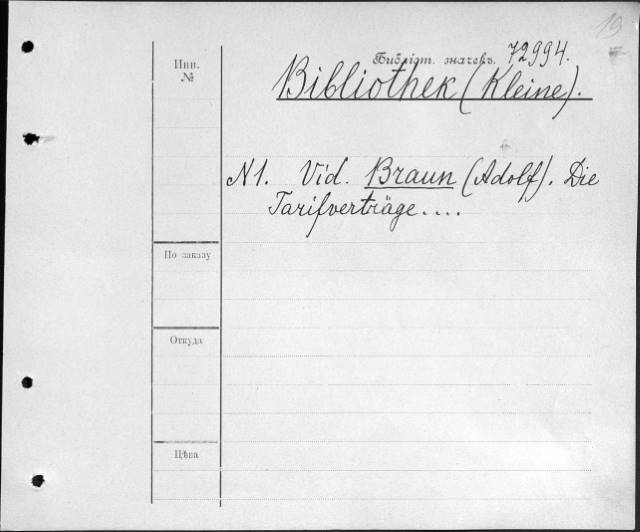 19
Инв.
№
Библіот. значекъ. 72994.
Bibliothek (Kleine).
N1. Vid. Braun (Adolf). Die
Tarifverträge....
По заказу
Откуда
Цѣна